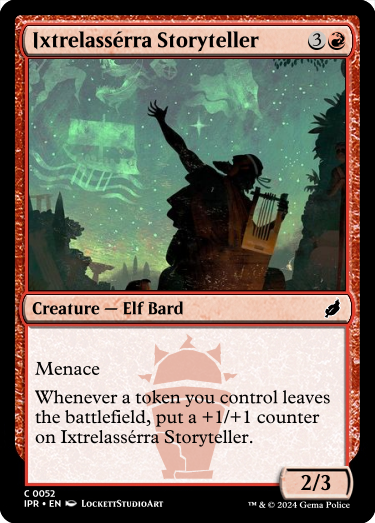 Ixtrelassérra Storyteller 3
Creature — Elf Bard
Menace
Whenever a token you control leaves
the battlefield, put a +1/+1 counter
on Ixtrelassérra Storyteller.
2/3
C 0052
IPR • EN LockettStudioArt
™ & © 2024 Gema Police